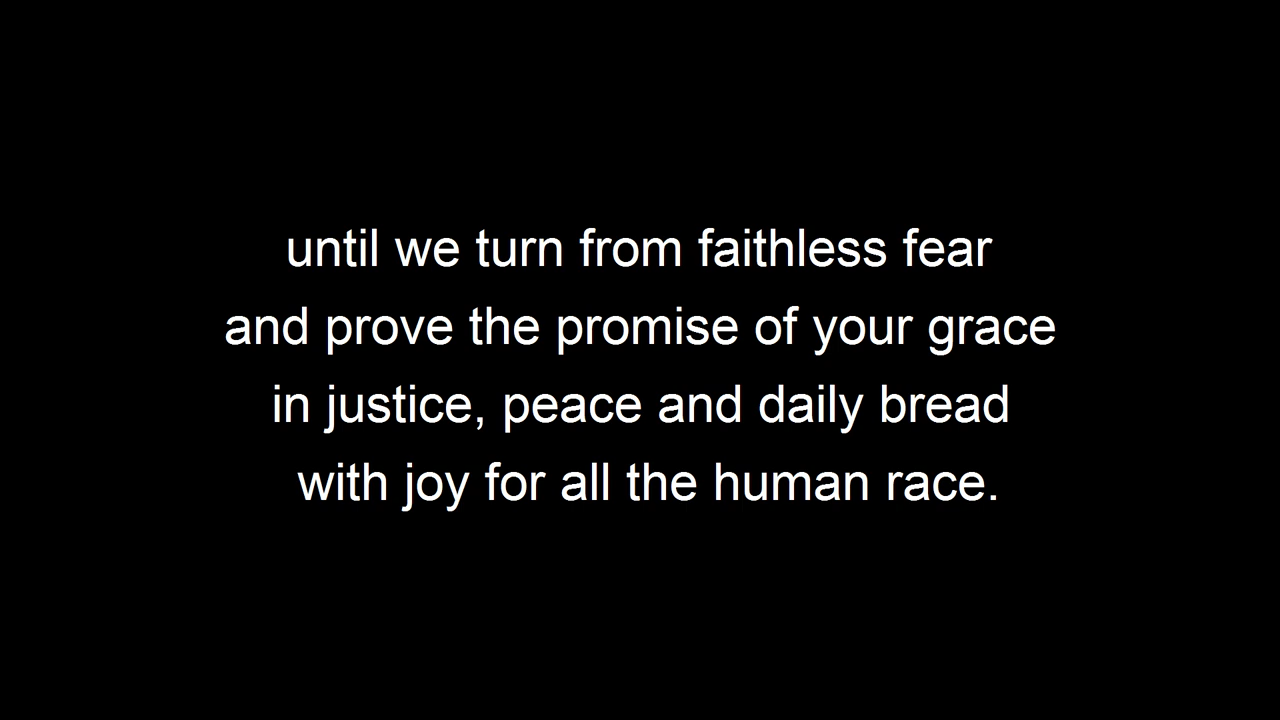 until we turn from faithless fear
and prove the promise of your grace
in justice, peace and daily bread
with joy for all the human race.